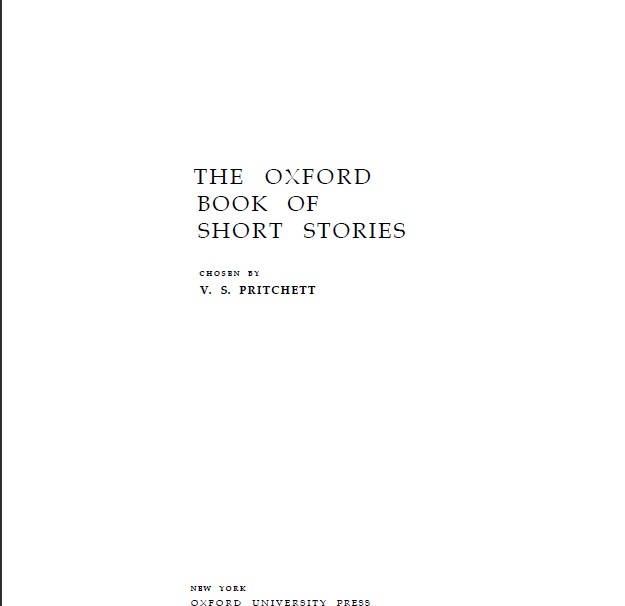 THE OXFORD
BOOK OF
SHORT STORIES
CHOSEN BY
V. S. PRITCHETT
NEW YORK
OXFORD UNIVERSITY PRESS